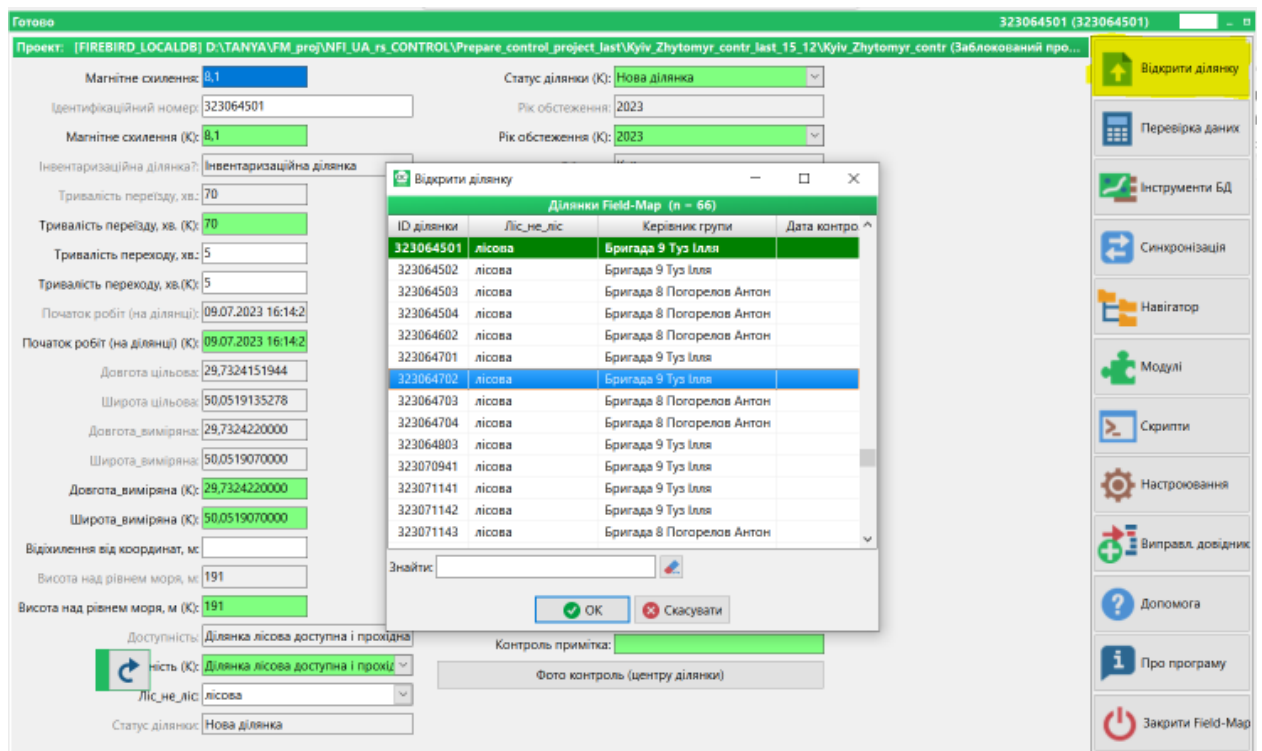 Готово 323064501 (323064501)
Проект: [FIREBIRD_LOCALDB] D:\TANYA\FM_proj\NFI_UA_rs_CONTROL\Prepare_control_project_last\Kyiv_Zhytomyr_contr_last_15_12\Kyiv_Zhytomyr_contr (Заблокований про...
Магнітне схилення: 8,1
Ідентифікаційний номер: 323064501
Магнітне схилення (К): 8,1
Інвентаризаційна ділянка?: Інвентаризаційна ділянка
Тривалість переїзду, хв.: 70
Тривалість переїзду, хв. (К): 70
Тривалість переходу, хв.: 5
Тривалість переходу, хв.(К): 5
Початок робіт (на ділянці): 09.07.2023 16:14:2
Початок робіт (на ділянці) (К): 09.07.2023 16:14:2
Довгота цільова: 29,7324151944
Широта цільова: 50,0519135278
Довгота_виміряна: 29,7324220000
Широта_виміряна: 50,0519070000
Довгота_виміряна (К): 29,7324220000
Широта_виміряна (К): 50,0519070000
Відхилення від координат, м:
Висота над рівнем моря, м: 191
Висота над рівнем моря, м (К): 191
Доступність: Ділянка лісова доступна і прохідна
ність (К): Ділянка лісова доступна і прохід
Ліс_не_ліс: лісова
Статус ділянки: Нова ділянка
Статус ділянки (К): Нова ділянка
Рік обстеження: 2023
Рік обстеження (К): 2023
Відкрити ділянку
Ділянки Field-Map (n = 66)
ID ділянки Ліс_не_ліс Керівник групи Дата контро
323064501 лісова Бригада 9 Туз Ілля
323064502 лісова Бригада 9 Туз Ілля
323064503 лісова Бригада 8 Погорелов Антон
323064504 лісова Бригада 8 Погорелов Антон
323064602 лісова Бригада 8 Погорелов Антон
323064701 лісова Бригада 9 Туз Ілля
323064702 лісова Бригада 9 Туз Ілля
323064703 лісова Бригада 8 Погорелов Антон
323064704 лісова Бригада 8 Погорелов Антон
323064803 лісова Бригада 9 Туз Ілля
323070941 лісова Бригада 9 Туз Ілля
323071141 лісова Бригада 9 Туз Ілля
323071142 лісова Бригада 9 Туз Ілля
323071143 лісова Бригада 8 Погорелов Антон
Знайти:
OK Скасувати
Контроль примітка:
Фото контроль (центру ділянки)
Відкрити ділянку
Перевірка даних
Інструменти БД
Синхронізація
Навігатор
Модулі
Скрипти
Настроювання
Виправл. довідник
Допомога
Про програму
Закрити Field-Map